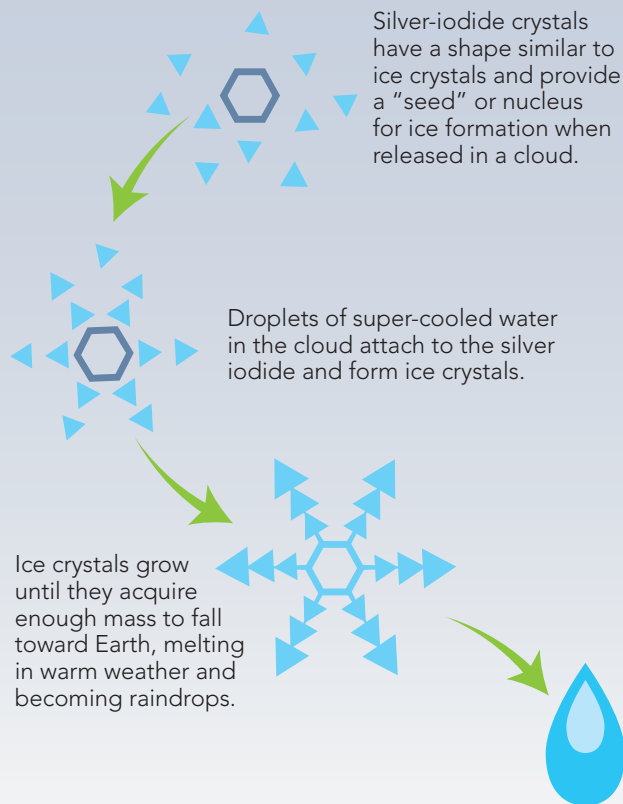 Silver-iodide crystals
have a shape similar to
ice crystals and provide
a “seed” or nucleus
for ice formation when
released in a cloud.
Droplets of super-cooled water
in the cloud attach to the silver
iodide and form ice crystals.
Ice crystals grow
until they acquire
enough mass to fall
toward Earth, melting
in warm weather and
becoming raindrops.